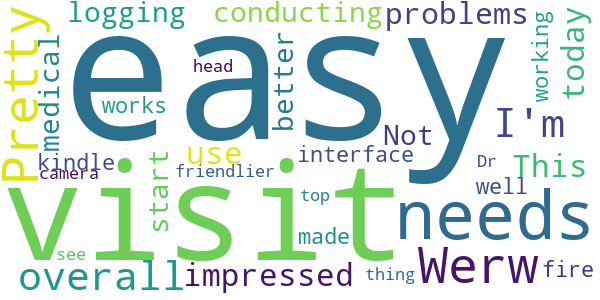 logging conducting problems
Pretty easy working today
medical head better
works Not I'm
kindle use interface Dr This
camera start friendlier well
visit top needs
see made Werw
overall impressed thing fire